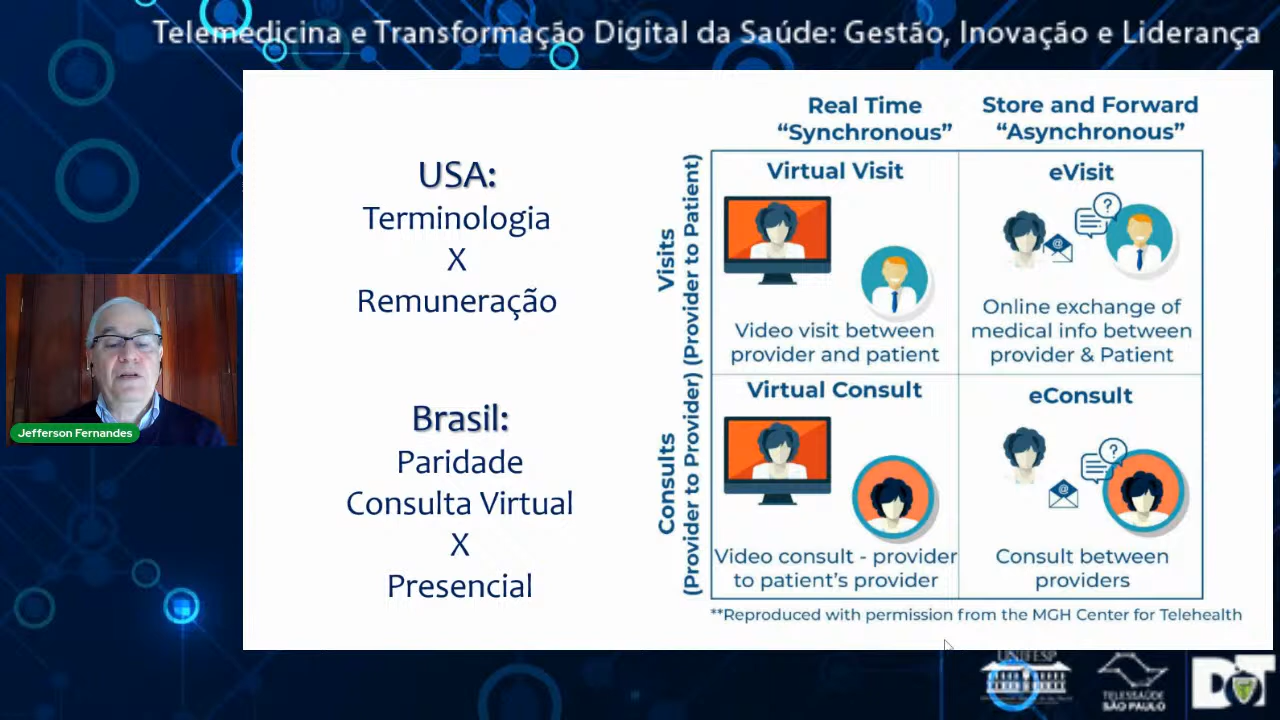 Telemedicina e Transformação Digital da Saúde: Gestão, Inovação e Liderança
USA:
Terminologia
X
Remuneração
Brasil:
Paridade
Consulta Virtual
X
Presencial
Real Time
“Synchronous”
Store and Forward
“Asynchronous”
Visits
(Provider to Patient)
Virtual Visit
Video visit between
provider and patient
eVisit
?
@
Online exchange of
medical info between
provider & Patient
Consults
(Provider to Provider)
Virtual Consult
Video consult - provider
to patient’s provider
eConsult
?
@
Consult between
providers
**Reproduced with permission from the MGH Center for Telehealth
Jefferson Fernandes
UNIFESP
TELESSAÚDE
SÃO PAULO
DOT